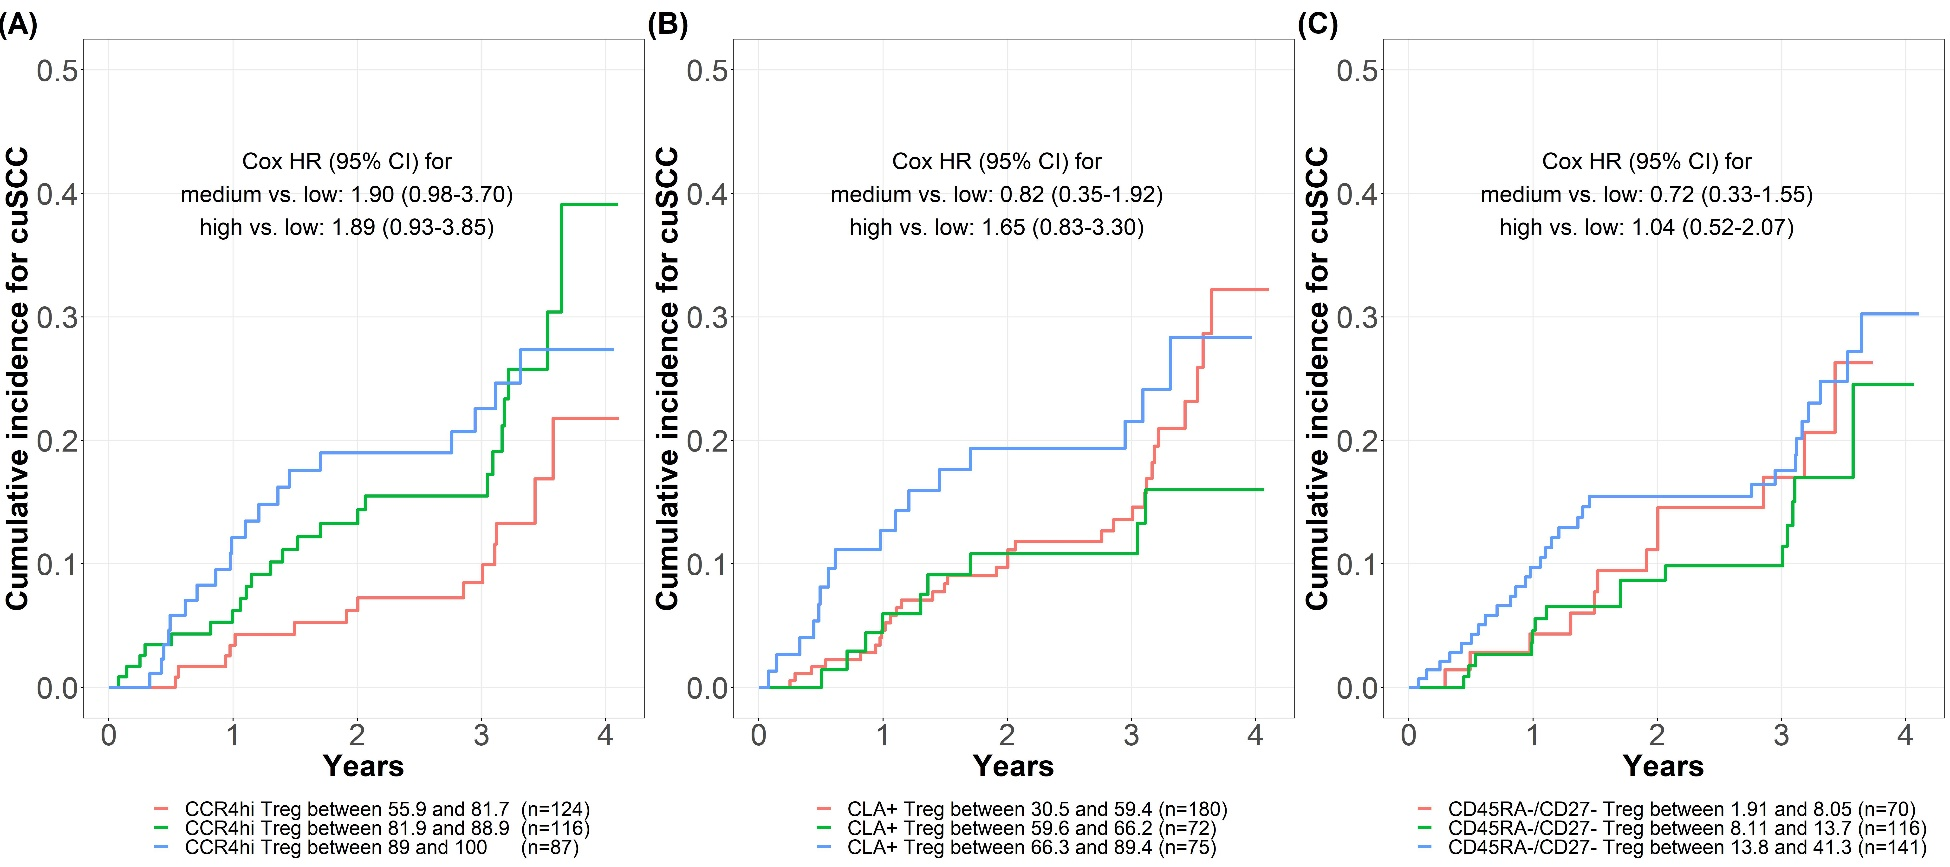 (A)
Cumulative incidence for cuSCC
0.5
0.4
0.3
0.2
0.1
0.0
Cox HR (95% CI) for
medium vs. low: 1.90 (0.98-3.70)
high vs. low: 1.89 (0.93-3.85)
0 1 2 3 4
Years
CCR4hi Treg between 55.9 and 81.7 (n=124)
CCR4hi Treg between 81.9 and 88.9 (n=116)
CCR4hi Treg between 89 and 100 (n=87)
(B)
Cumulative incidence for cuSCC
0.5
0.4
0.3
0.2
0.1
0.0
Cox HR (95% CI) for
medium vs. low: 0.82 (0.35-1.92)
high vs. low: 1.65 (0.83-3.30)
0 1 2 3 4
Years
CLA+ Treg between 30.5 and 59.4 (n=180)
CLA+ Treg between 59.6 and 66.2 (n=72)
CLA+ Treg between 66.3 and 89.4 (n=75)
(C)
Cumulative incidence for cuSCC
0.5
0.4
0.3
0.2
0.1
0.0
Cox HR (95% CI) for
medium vs. low: 0.72 (0.33-1.55)
high vs. low: 1.04 (0.52-2.07)
0 1 2 3 4
Years
CD45RA-/CD27- Treg between 1.91 and 8.05 (n=70)
CD45RA-/CD27- Treg between 8.11 and 13.7 (n=116)
CD45RA-/CD27- Treg between 13.8 and 41.3 (n=141)